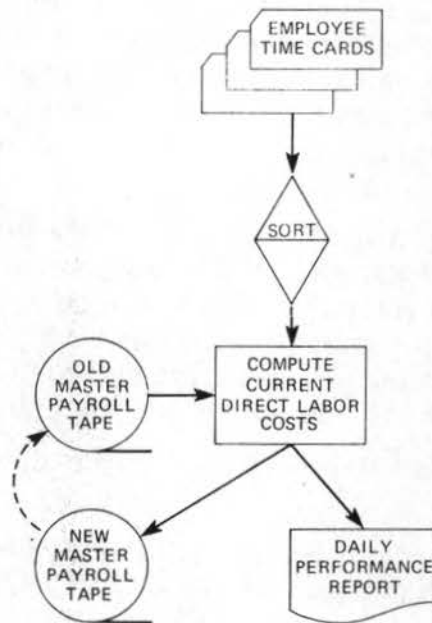 EMPLOYEE
TIME CARDS
SORT
OLD
MASTER
PAYROLL
TAPE
COMPUTE
CURRENT
DIRECT LABOR
COSTS
NEW
MASTER
PAYROLL
TAPE
DAILY
PERFORMANCE
REPORT